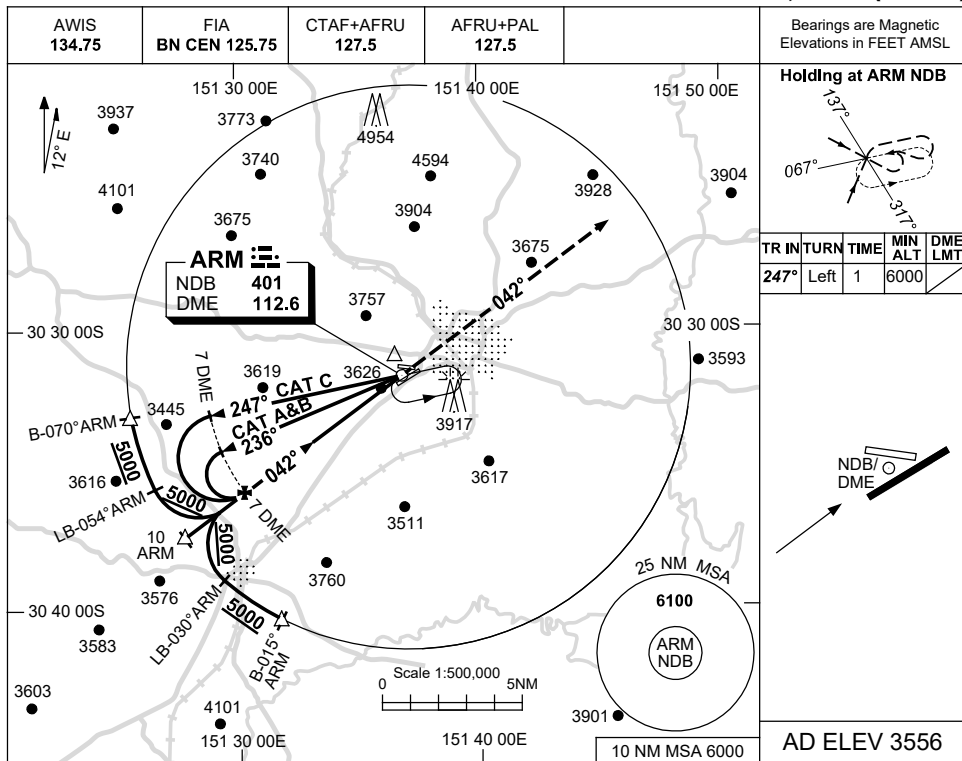 AWIS
134.75
FIA
BN CEN 125.75
CTAF+AFRU
127.5
AFRU+PAL
127.5
Bearings are Magnetic
Elevations in FEET AMSL
151 30 00E
151 40 00E
151 50 00E
12° E
3937
3773
4954
3740
4594
4101
3928
3904
3675
3904
3675
ARM
NDB 401
DME 112.6
3757
042°
30 30 00S
30 30 00S
7 DME
3619
3626
3593
247° CAT C
CAT A&B
236°
3917
B-070°ARM
3445
042°
5000
3616
5000
7 DME
3617
LB-054°ARM
10
ARM
5000
3511
3760
3576
25 NM MSA
6100
ARM
NDB
30 40 00S
3583
LB-030°ARM
5000
B-015°
ARM
Scale 1:500,000
0 5NM
3603
4101
3901
151 30 00E
151 40 00E
10 NM MSA 6000
Holding at ARM NDB
137°
067°
317°
TR IN TURN TIME MIN ALT DME LMT
247° Left 1 6000
NDB/
DME
AD ELEV 3556